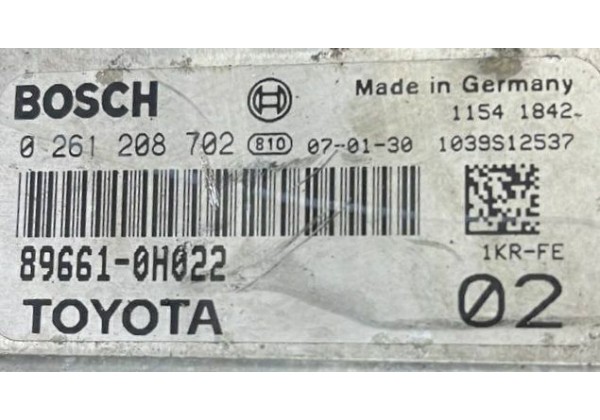 BOSCH Made in Germany
1154 1842
0 261 208 702 810 07-01-30 1039S12537
89661-0H022 1KR-FE
TOYOTA 02